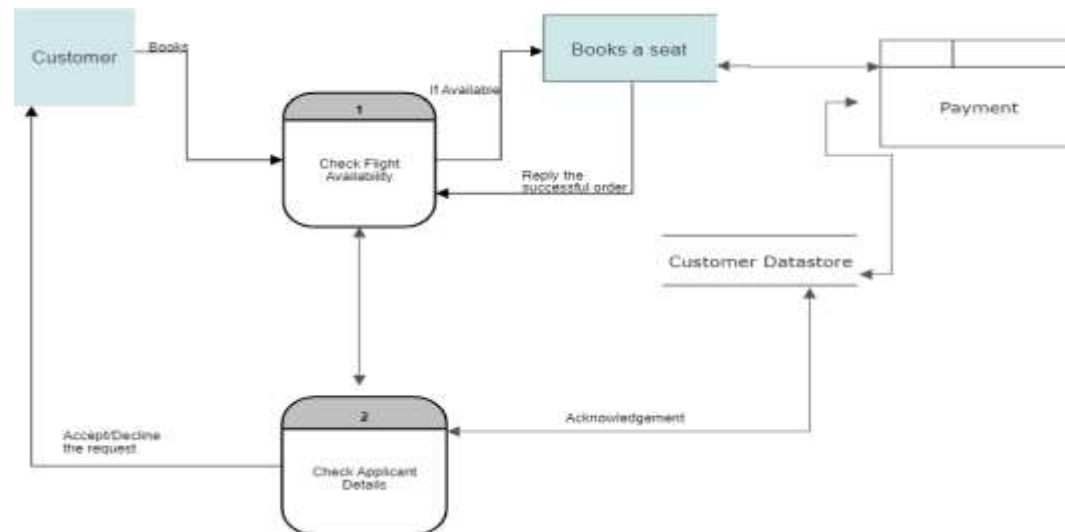 Customer
Books
Books a seat
If Available
Payment
1
Check Flight
Availability
Reply the
successful order
Customer Datastore
2
Check Applicant
Details
Acknowledgement
Accept/Decline
the request